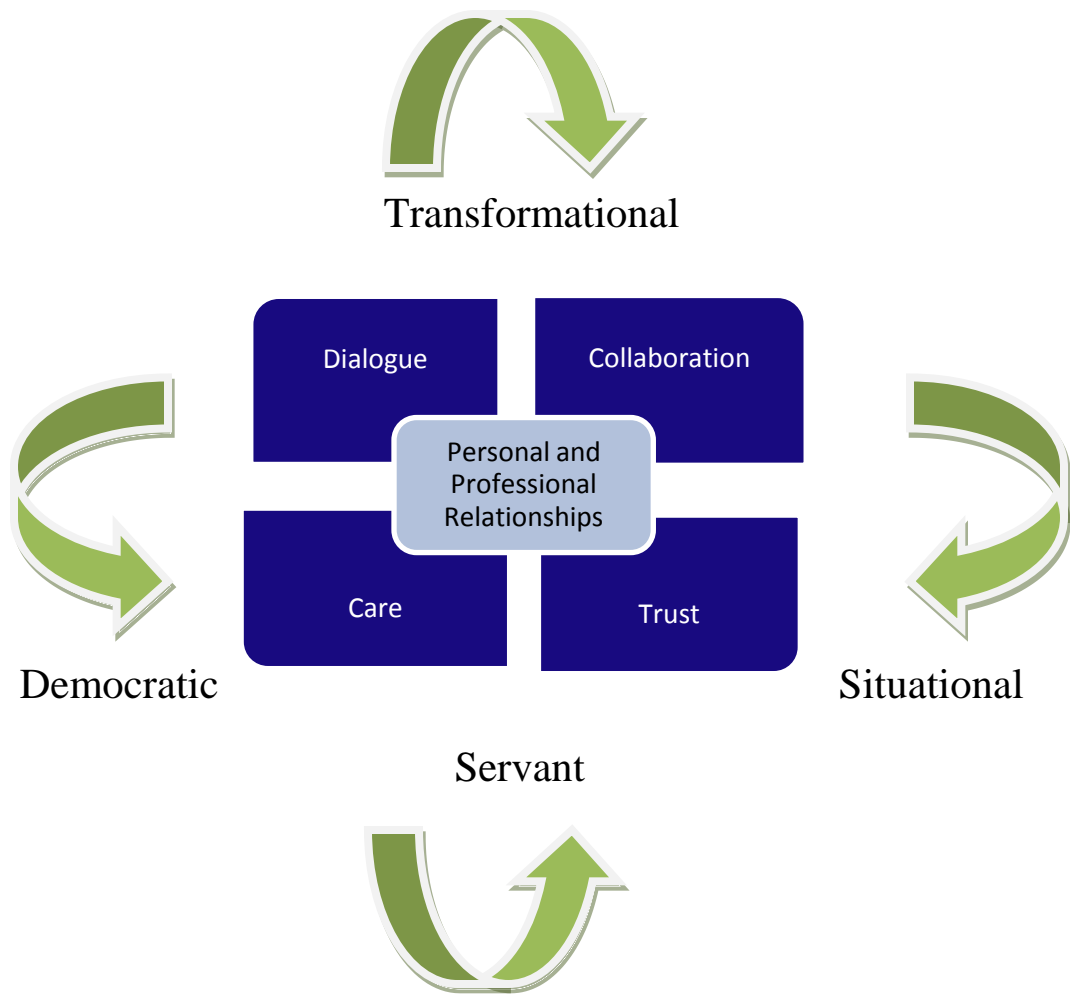 Transformational
Dialogue
Collaboration
Personal and
Professional
Relationships
Care
Trust
Democratic
Situational
Servant